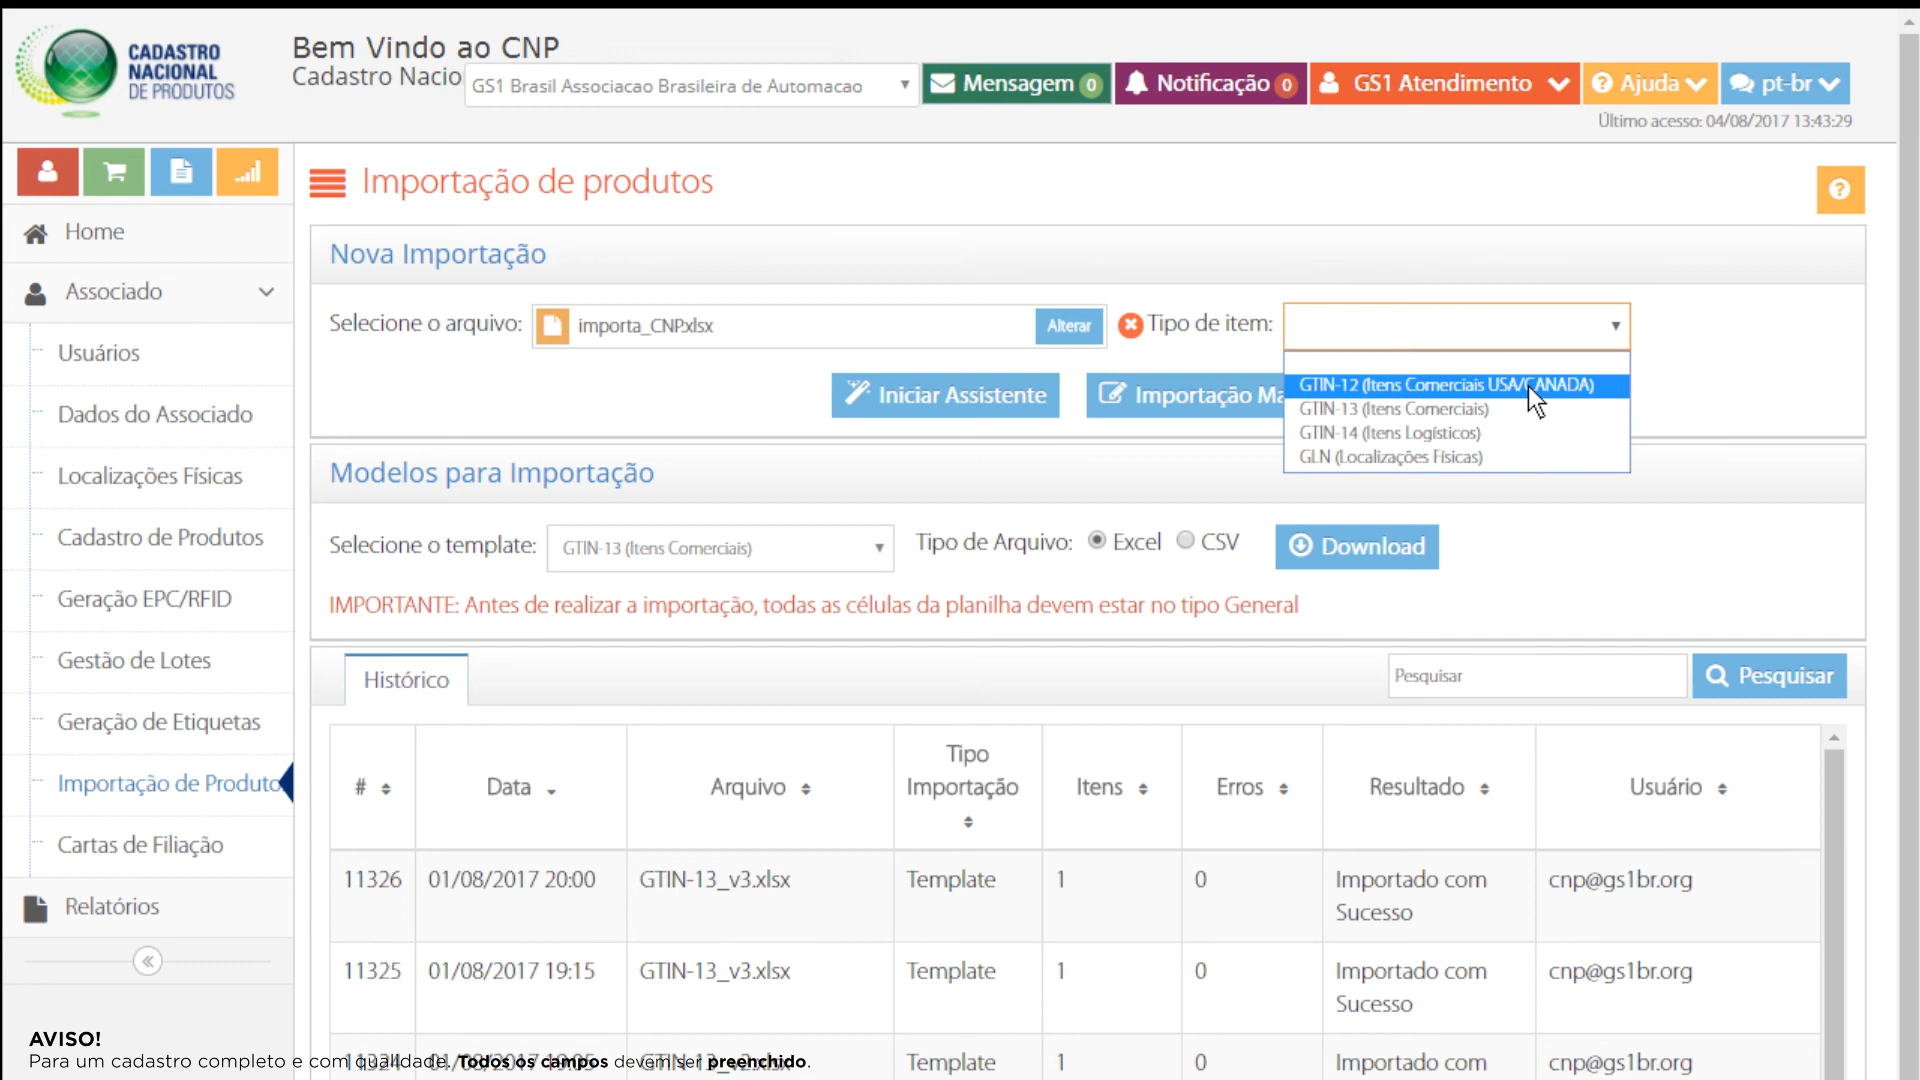 CADASTRO
NACIONAL
DE PRODUTOS
Bem Vindo ao CNP
Cadastro Nacio
GS1 Brasil Associacao Brasileira de Automacao
Mensagem 0
Notificação 0
GS1 Atendimento
Ajuda
pt-br
Último acesso: 04/08/2017 13:43:29
Home
Associado
Usuários
Dados do Associado
Localizações Físicas
Cadastro de Produtos
Geração EPC/RFID
Gestão de Lotes
Geração de Etiquetas
Importação de Produto
Cartas de Filiação
Relatórios
Importação de produtos
Nova Importação
Selecione o arquivo: importa_CNP.xlsx Alterar Tipo de item:
Iniciar Assistente Importação Ma
GTIN-12 (Itens Comerciais USA/CANADA)
GTIN-13 (Itens Comerciais)
GTIN-14 (Itens Logísticos)
GLN (Localizações Físicas)
Modelos para Importação
Selecione o template: GTIN-13 (Itens Comerciais) Tipo de Arquivo: Excel CSV Download
IMPORTANTE: Antes de realizar a importação, todas as células da planilha devem estar no tipo General
Histórico Pesquisar Pesquisar
# Data Arquivo Tipo Importação Itens Erros Resultado Usuário
11326 01/08/2017 20:00 GTIN-13_v3.xlsx Template 1 0 Importado com Sucesso cnp@gs1br.org
11325 01/08/2017 19:15 GTIN-13_v3.xlsx Template 1 0 Importado com Sucesso cnp@gs1br.org
Template 1 0 Importado com cnp@gs1br.org
AVISO!
Para um cadastro completo e com qualidade. Todos os campos devem ser preenchido.